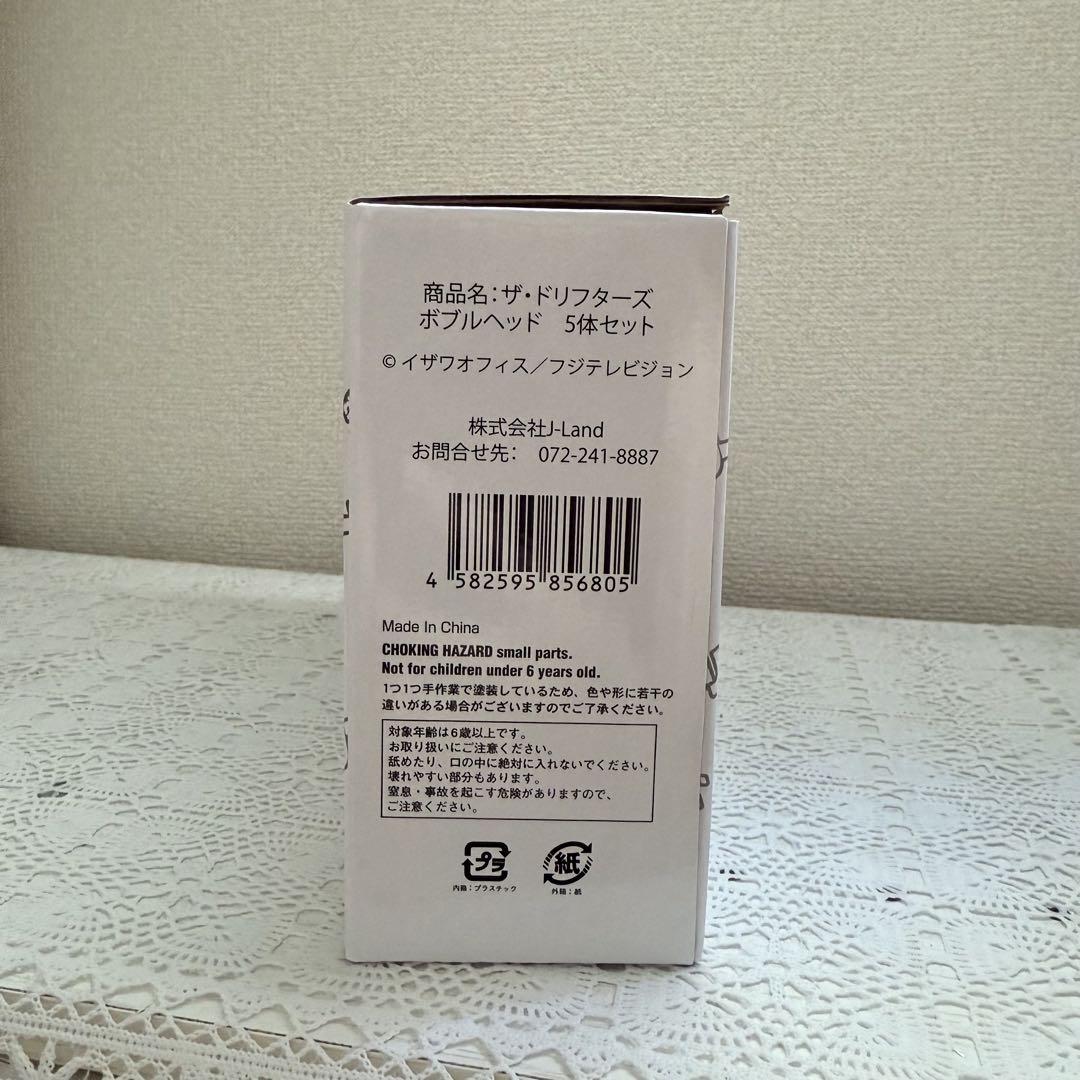 商品名:ザ・ドリフターズ
ボブルヘッド 5体セット
© イザワオフィス/フジテレビジョン
株式会社J-Land
お問合せ先: 072-241-8887
4 582595 856805
Made In China
CHOKING HAZARD small parts.
Not for children under 6 years old.
1つ1つ手作業で塗装しているため、色や形に若干の
違いがある場合がございますのでご了承ください。
対象年齢は6歳以上です。
お取り扱いにご注意ください。
舐めたり、口の中に絶対に入れないでください。
壊れやすい部分もあります。
窒息・事故を起こす危険がありますので、
ご注意ください。
プラ 紙
内箱:プラスチック 外箱:紙